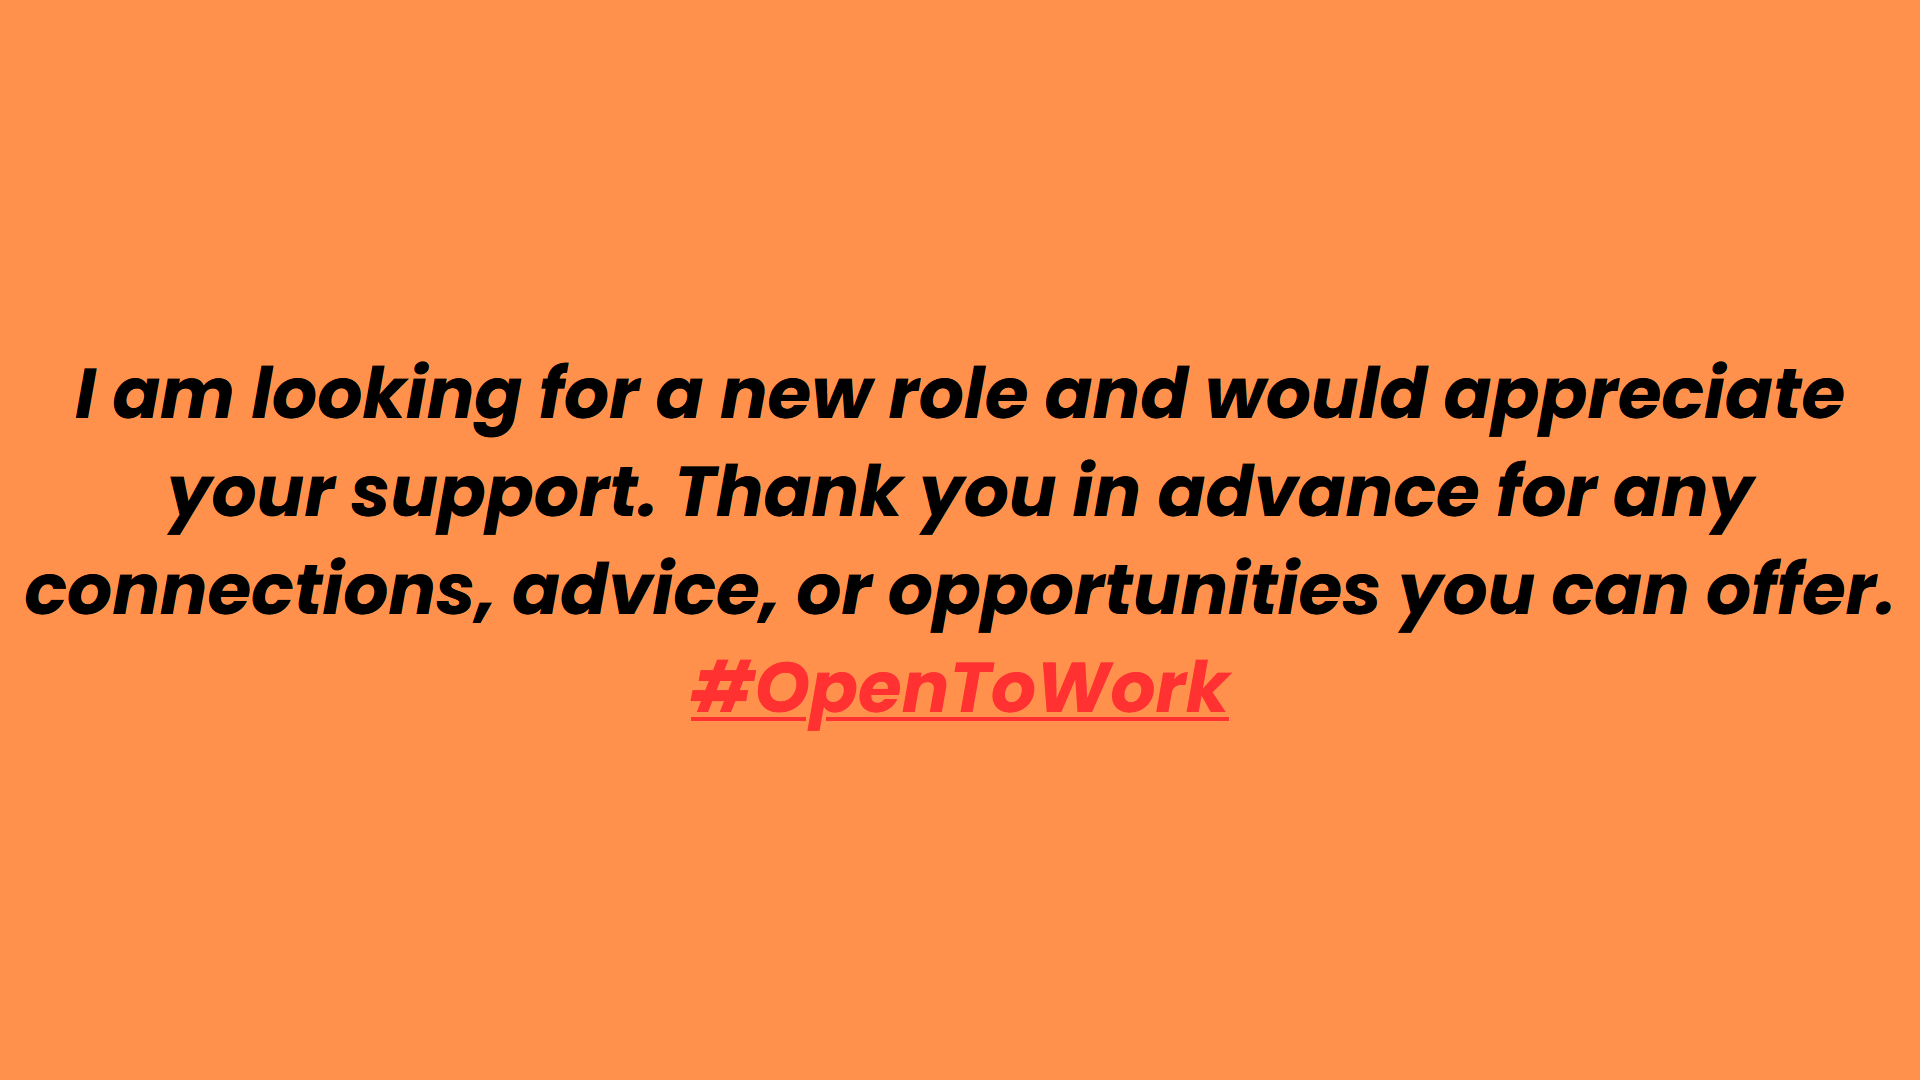 I am looking for a new role and would appreciate
your support. Thank you in advance for any
connections, advice, or opportunities you can offer.
#OpenToWork